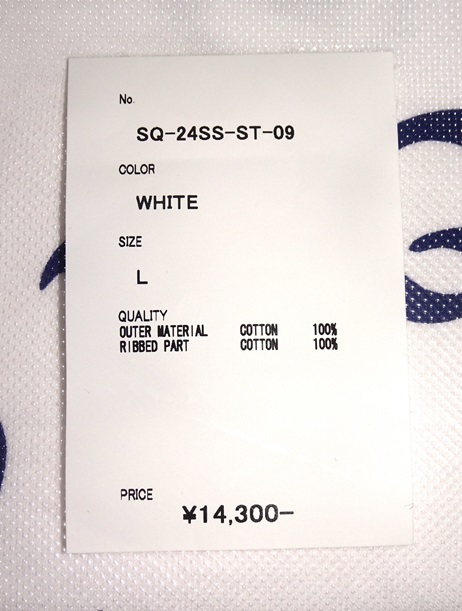 No.
SQ-24SS-ST-09
COLOR
WHITE
SIZE
L
QUALITY
OUTER MATERIAL COTTON 100%
RIBBED PART COTTON 100%
PRICE
¥14,300-